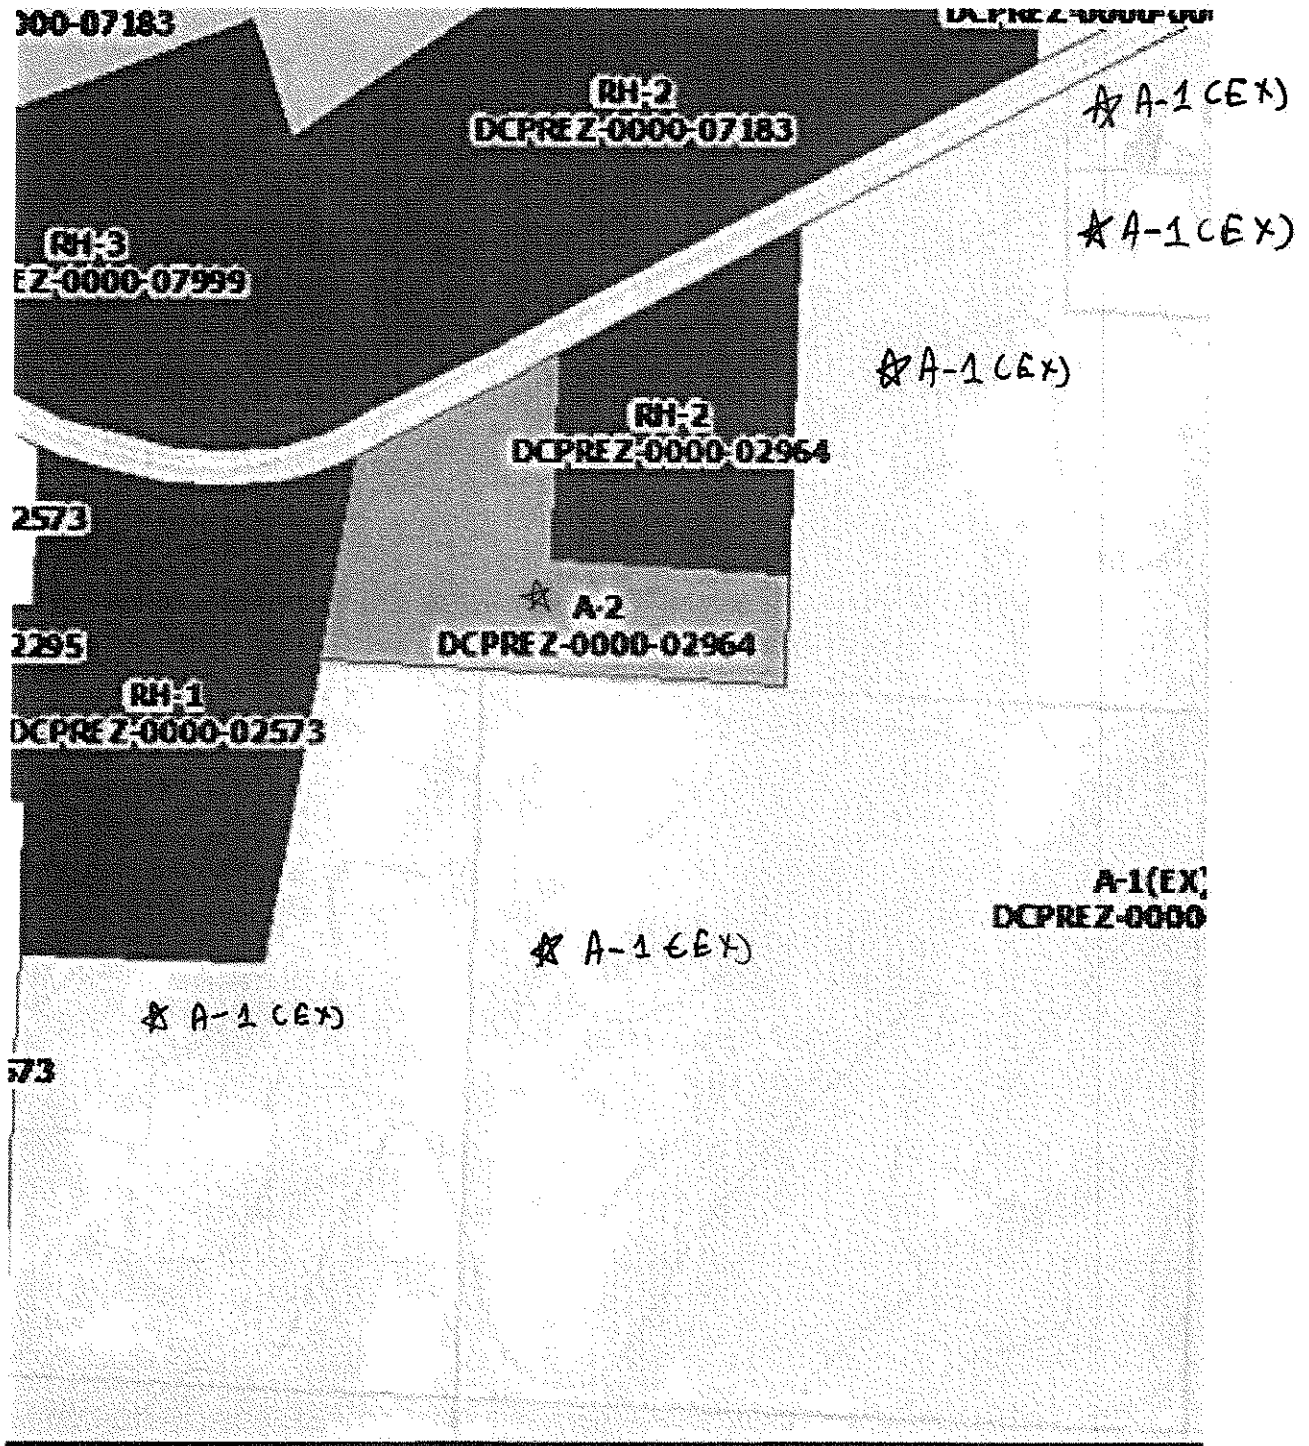 000-07183
RH-2
DCPREZ-0000-07183
☆ A-1 (EX)
☆ A-1 (EX)
RH-3
EZ-0000-07999
☆ A-1 (EX)
RH-2
DCPREZ-0000-02964
2573
☆ A-2
DCPREZ-0000-02964
2295
RH-1
DCPREZ-0000-02573
A-1(EX)
DCPREZ-0000
☆ A-1 (EX)
☆ A-1 (EX)
573